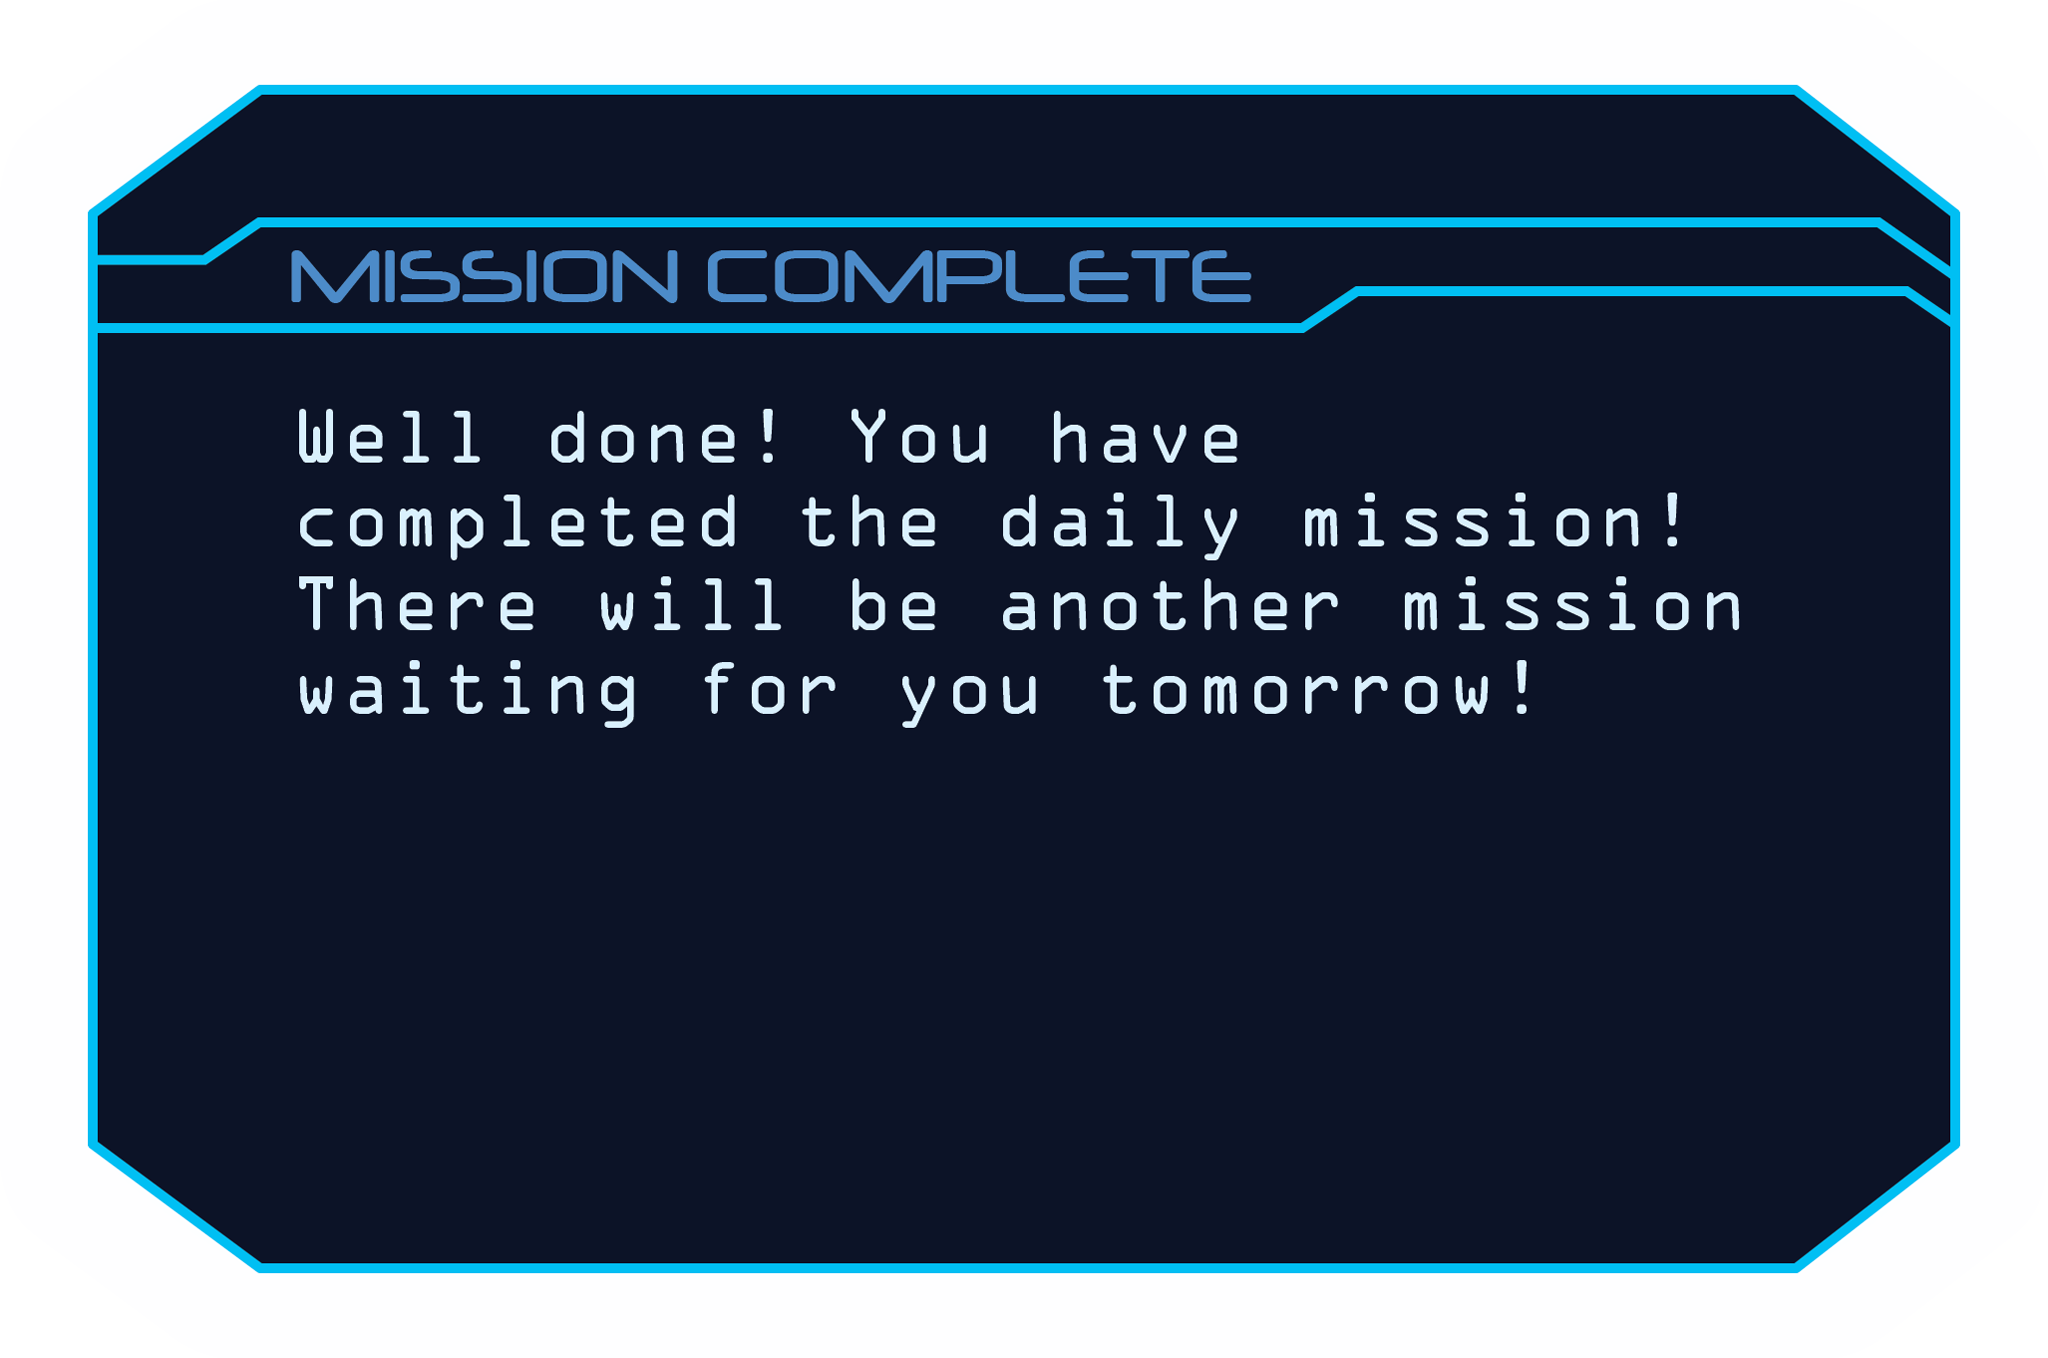 MISSION COMPLETE
Well done! You have
completed the daily mission!
There will be another mission
waiting for you tomorrow!